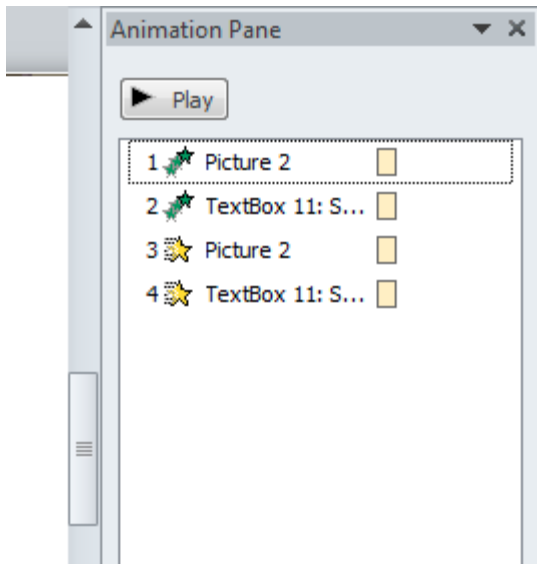 Animation Pane
Play
1 Picture 2
2 TextBox 11: S...
3 Picture 2
4 TextBox 11: S...